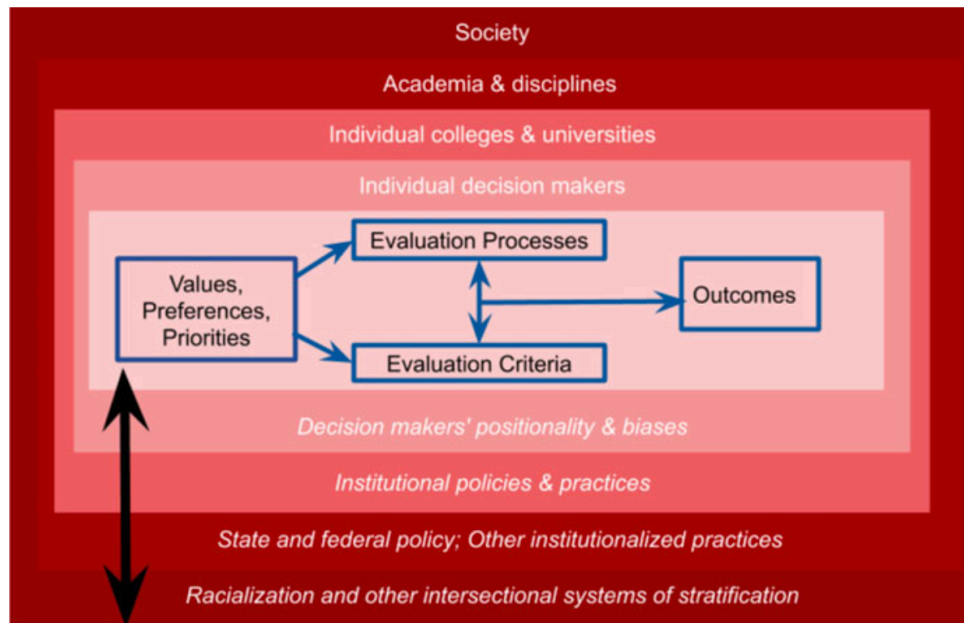 Society
Academia & disciplines
Individual colleges & universities
Individual decision makers
Evaluation Processes
Values,
Preferences,
Priorities
Outcomes
Evaluation Criteria
Decision makers' positionality & biases
Institutional policies & practices
State and federal policy; Other institutionalized practices
Racialization and other intersectional systems of stratification